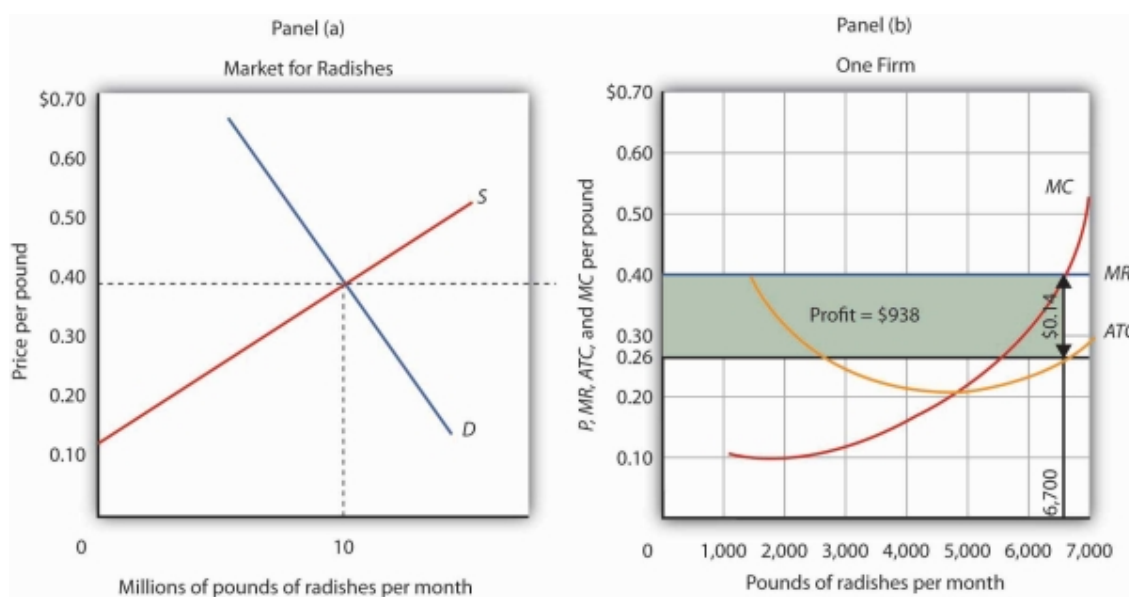 Panel (a)
Market for Radishes
$0.70
0.60
0.50
0.40
0.30
0.20
0.10
0
10
S
D
Price per pound
Millions of pounds of radishes per month
Panel (b)
One Firm
$0.70
0.60
0.50
0.40
0.30
0.26
0.20
0.10
0
1,000 2,000 3,000 4,000 5,000 6,000 7,000
MC
MR
ATC
Profit = $938
$0.14
6,700
P, MR, ATC, and MC per pound
Pounds of radishes per month